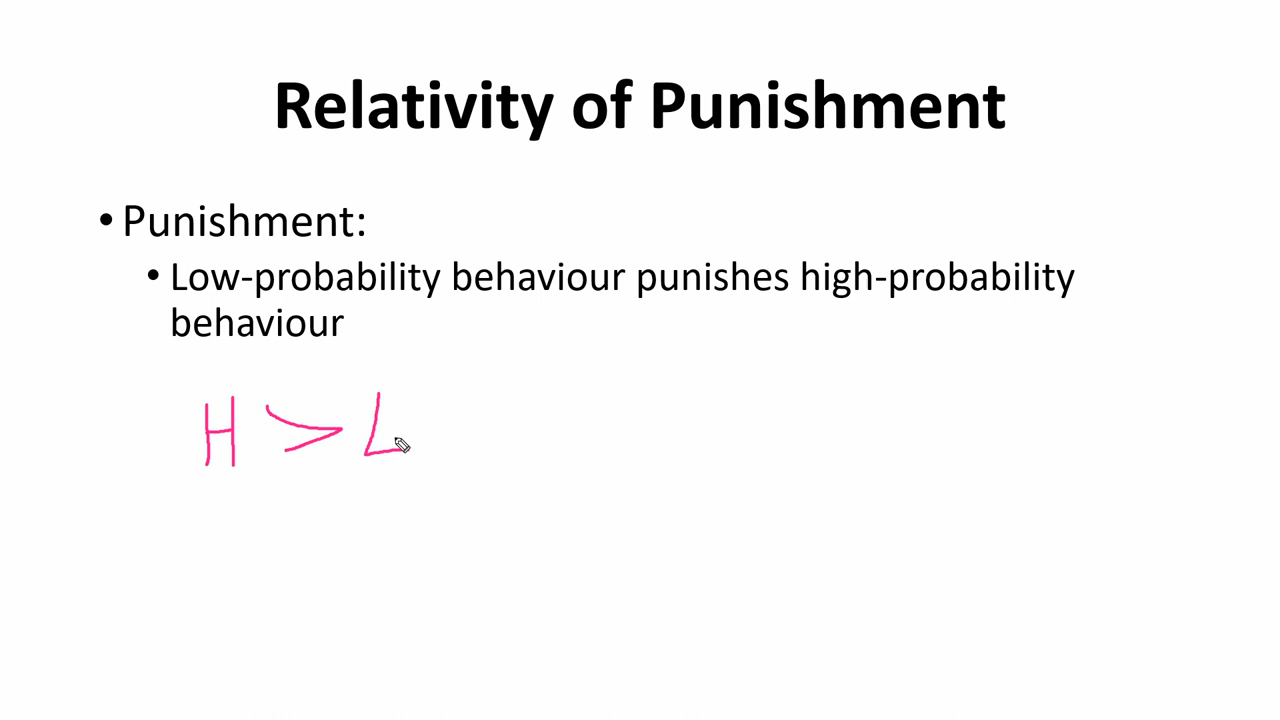 Relativity of Punishment
• Punishment:
• Low-probability behaviour punishes high-probability
behaviour
H > L